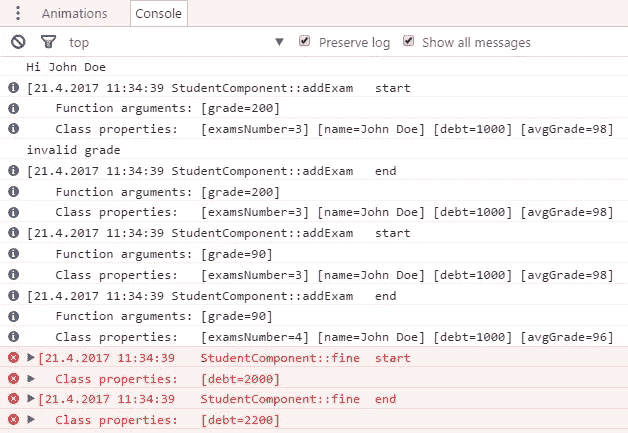 Animations Console
top Preserve log Show all messages
Hi John Doe
[21.4.2017 11:34:39 StudentComponent::addExam start
Function arguments: [grade=200]
Class properties: [examsNumber=3] [name=John Doe] [debt=1000] [avgGrade=98]
invalid grade
[21.4.2017 11:34:39 StudentComponent::addExam end
Function arguments: [grade=200]
Class properties: [examsNumber=3] [name=John Doe] [debt=1000] [avgGrade=98]
[21.4.2017 11:34:39 StudentComponent::addExam start
Function arguments: [grade=90]
Class properties: [examsNumber=3] [name=John Doe] [debt=1000] [avgGrade=98]
[21.4.2017 11:34:39 StudentComponent::addExam end
Function arguments: [grade=90]
Class properties: [examsNumber=4] [name=John Doe] [debt=1000] [avgGrade=96]
[21.4.2017 11:34:39 StudentComponent::fine start
Class properties: [debt=2000]
[21.4.2017 11:34:39 StudentComponent::fine end
Class properties: [debt=2200]